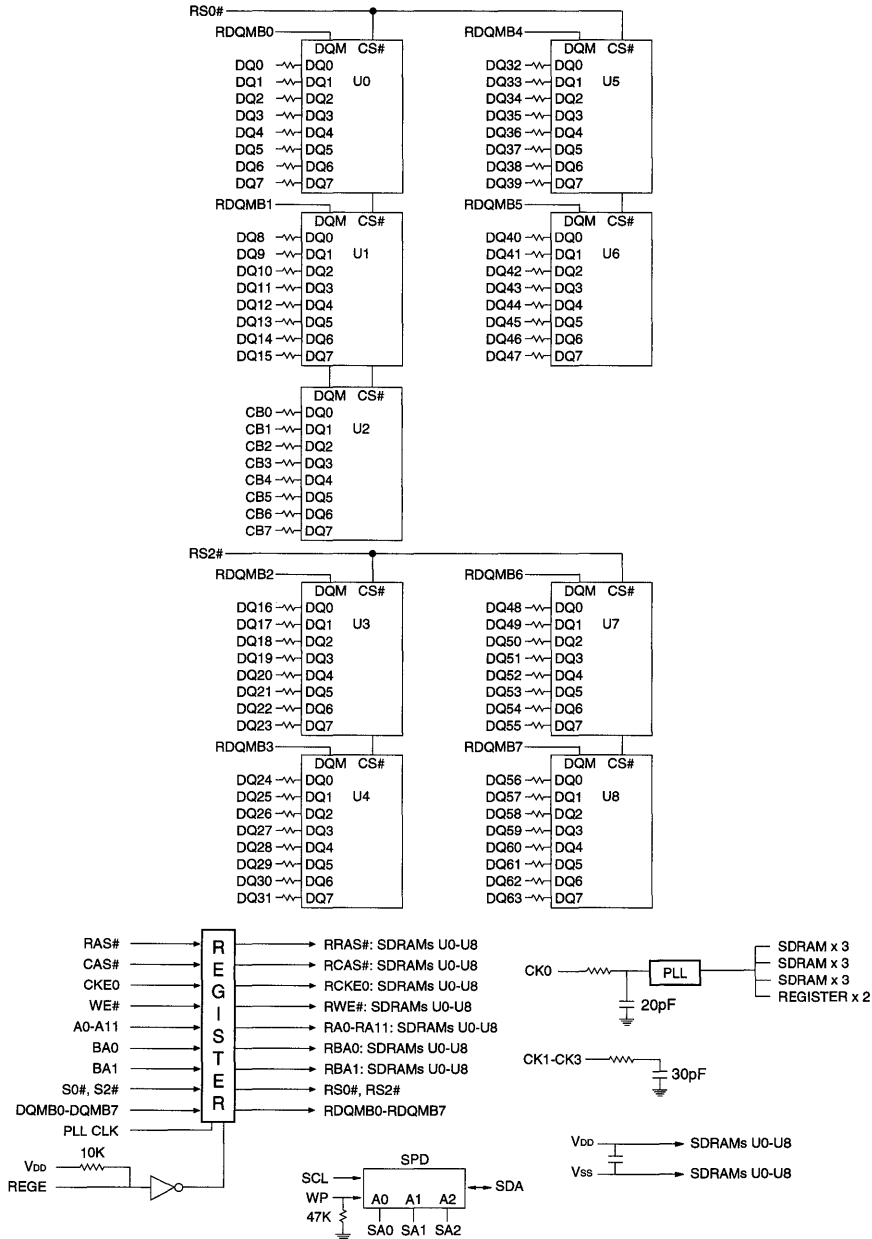 RS0#
RDQMB0
DQM CS#
U0
DQ0 DQ0
DQ1 DQ1
DQ2 DQ2
DQ3 DQ3
DQ4 DQ4
DQ5 DQ5
DQ6 DQ6
DQ7 DQ7
RDQMB4
DQM CS#
U5
DQ32 DQ0
DQ33 DQ1
DQ34 DQ2
DQ35 DQ3
DQ36 DQ4
DQ37 DQ5
DQ38 DQ6
DQ39 DQ7
RDQMB1
DQM CS#
U1
DQ8 DQ0
DQ9 DQ1
DQ10 DQ2
DQ11 DQ3
DQ12 DQ4
DQ13 DQ5
DQ14 DQ6
DQ15 DQ7
RDQMB5
DQM CS#
U6
DQ40 DQ0
DQ41 DQ1
DQ42 DQ2
DQ43 DQ3
DQ44 DQ4
DQ45 DQ5
DQ46 DQ6
DQ47 DQ7
DQM CS#
U2
CB0 DQ0
CB1 DQ1
CB2 DQ2
CB3 DQ3
CB4 DQ4
CB5 DQ5
CB6 DQ6
CB7 DQ7
RS2#
RDQMB2
DQM CS#
U3
DQ16 DQ0
DQ17 DQ1
DQ18 DQ2
DQ19 DQ3
DQ20 DQ4
DQ21 DQ5
DQ22 DQ6
DQ23 DQ7
RDQMB6
DQM CS#
U7
DQ48 DQ0
DQ49 DQ1
DQ50 DQ2
DQ51 DQ3
DQ52 DQ4
DQ53 DQ5
DQ54 DQ6
DQ55 DQ7
RDQMB3
DQM CS#
U4
DQ24 DQ0
DQ25 DQ1
DQ26 DQ2
DQ27 DQ3
DQ28 DQ4
DQ29 DQ5
DQ30 DQ6
DQ31 DQ7
RDQMB7
DQM CS#
U8
DQ56 DQ0
DQ57 DQ1
DQ58 DQ2
DQ59 DQ3
DQ60 DQ4
DQ61 DQ5
DQ62 DQ6
DQ63 DQ7
REGISTER
RAS# RRAS#: SDRAMs U0-U8
CAS# RCAS#: SDRAMs U0-U8
CKE0 RCKE0: SDRAMs U0-U8
WE# RWE#: SDRAMs U0-U8
A0-A11 RA0-RA11: SDRAMs U0-U8
BA0 RBA0: SDRAMs U0-U8
BA1 RBA1: SDRAMs U0-U8
S0#, S2# RS0#, RS2#
DQMB0-DQMB7 RDQMB0-RDQMB7
PLL CLK
10K
VDD
REGE
CK0
PLL
20pF
SDRAM x 3
SDRAM x 3
SDRAM x 3
REGISTER x 2
CK1-CK3
30pF
SPD
SCL
WP
A0 A1 A2
SDA
47K
SA0 SA1 SA2
VDD SDRAMs U0-U8
VSS SDRAMs U0-U8